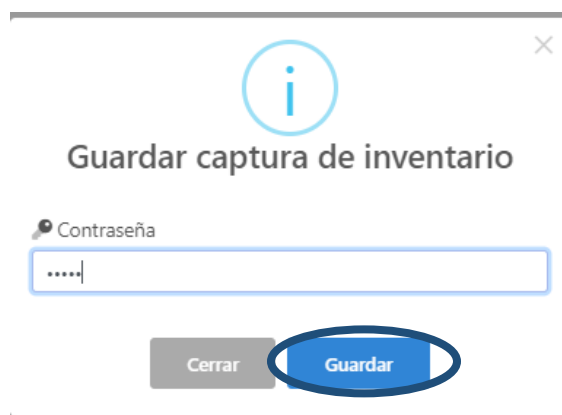 Guardar captura de inventario
Contraseña
•••••
Cerrar Guardar